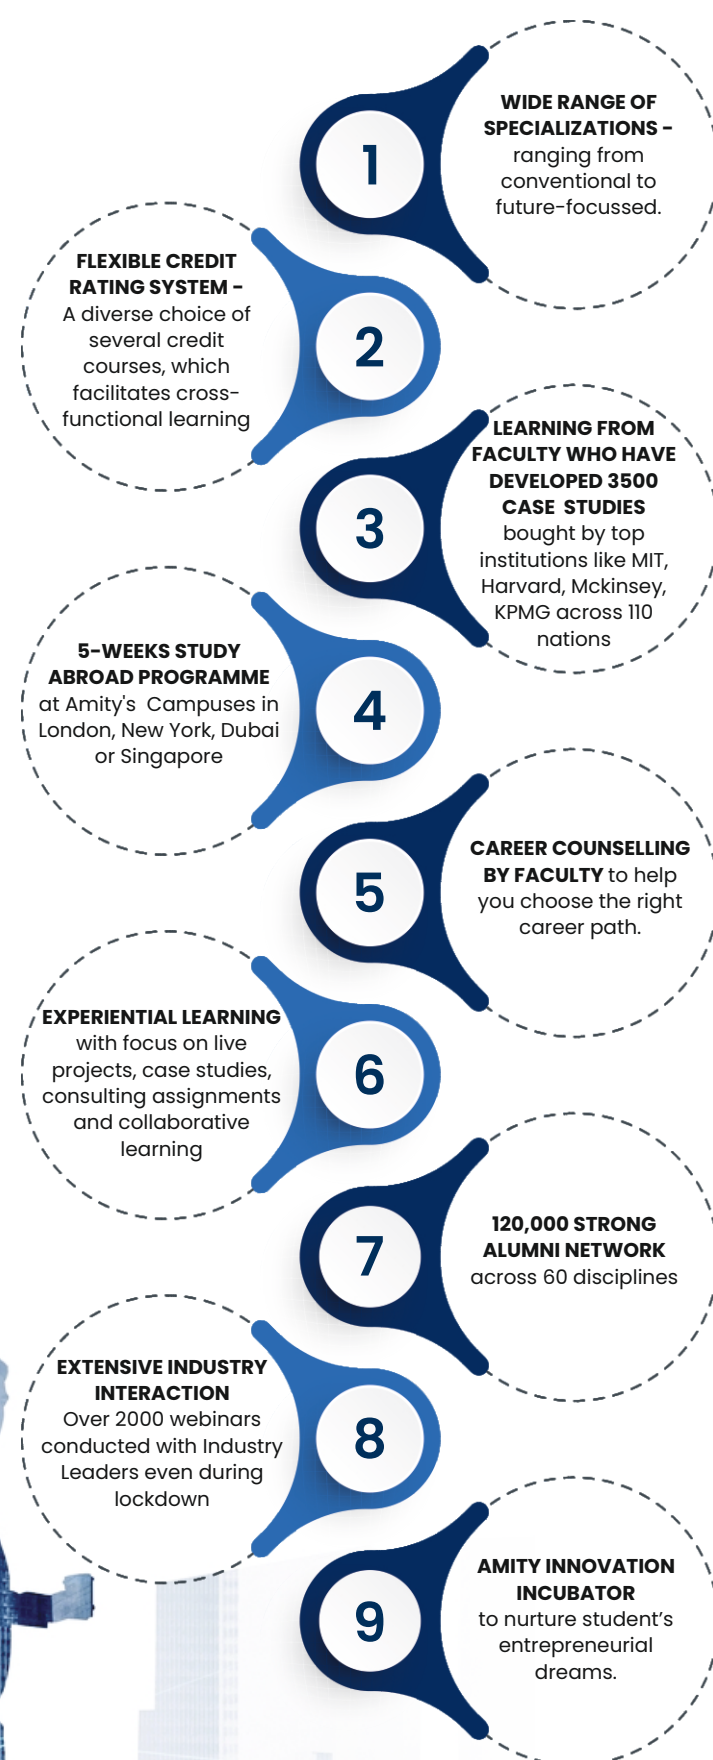 1
WIDE RANGE OF
SPECIALIZATIONS -
ranging from
conventional to
future-focussed.
2
FLEXIBLE CREDIT
RATING SYSTEM -
A diverse choice of
several credit
courses, which
facilitates cross-
functional learning
3
LEARNING FROM
FACULTY WHO HAVE
DEVELOPED 3500
CASE STUDIES
bought by top
institutions like MIT,
Harvard, Mckinsey,
KPMG across 110
nations
4
5-WEEKS STUDY
ABROAD PROGRAMME
at Amity's Campuses in
London, New York, Dubai
or Singapore
5
CAREER COUNSELLING
BY FACULTY to help
you choose the right
career path.
6
EXPERIENTIAL LEARNING
with focus on live
projects, case studies,
consulting assignments
and collaborative
learning
7
120,000 STRONG
ALUMNI NETWORK
across 60 disciplines
8
EXTENSIVE INDUSTRY
INTERACTION
Over 2000 webinars
conducted with Industry
Leaders even during
lockdown
9
AMITY INNOVATION
INCUBATOR
to nurture student's
entrepreneurial
dreams.